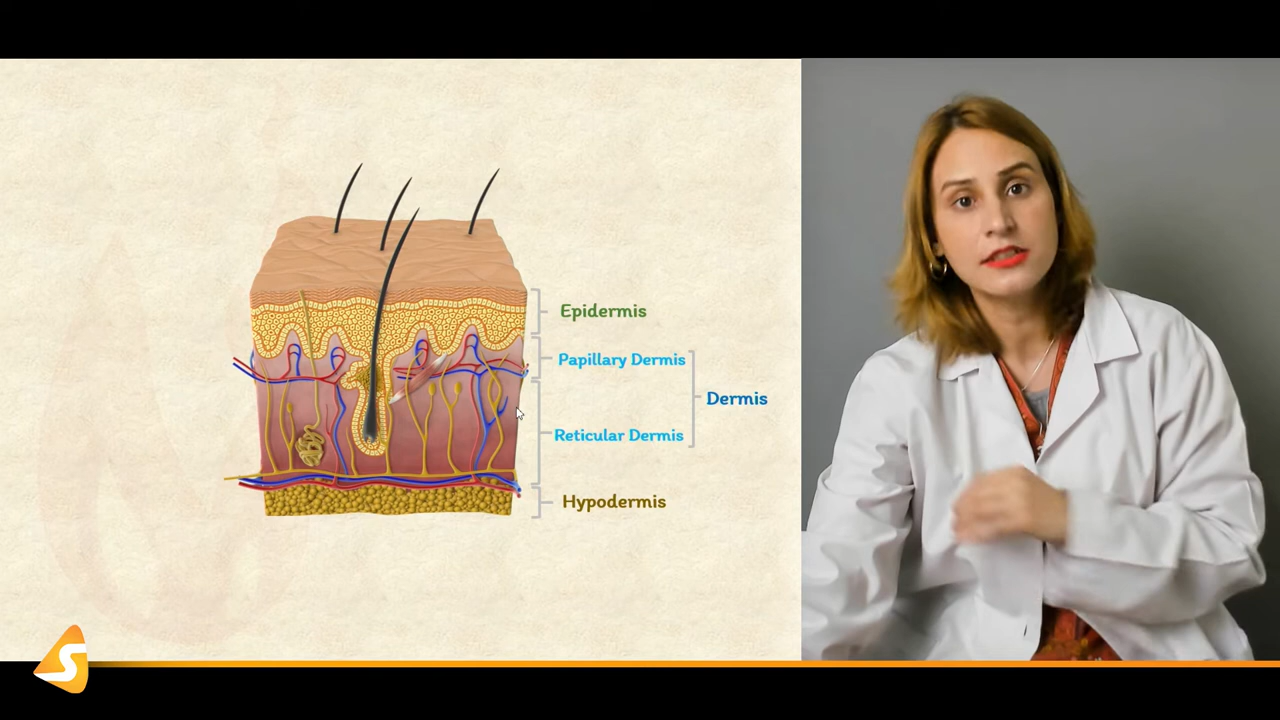 Epidermis
Papillary Dermis
Dermis
Reticular Dermis
Hypodermis
S